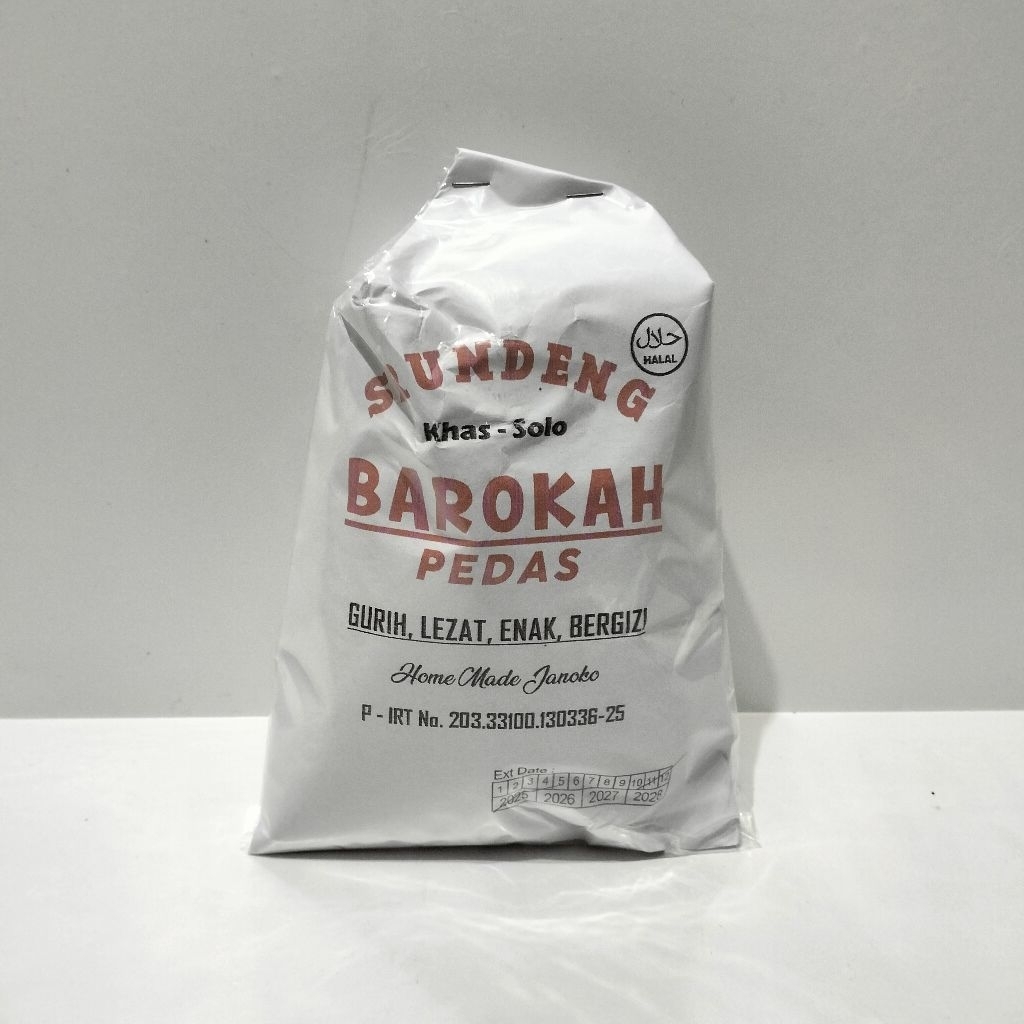 حلال
HALAL
SRUNDENG
Khas - Solo
BAROKAH
PEDAS
GURIH, LEZAT, ENAK, BERGIZI
Home Made Janoko
P - IRT No. 203.33100.130336-25
Ext Date :
1 2 3 4 5 6 7 8 9 10 11 12
2025 2026 2027 2028